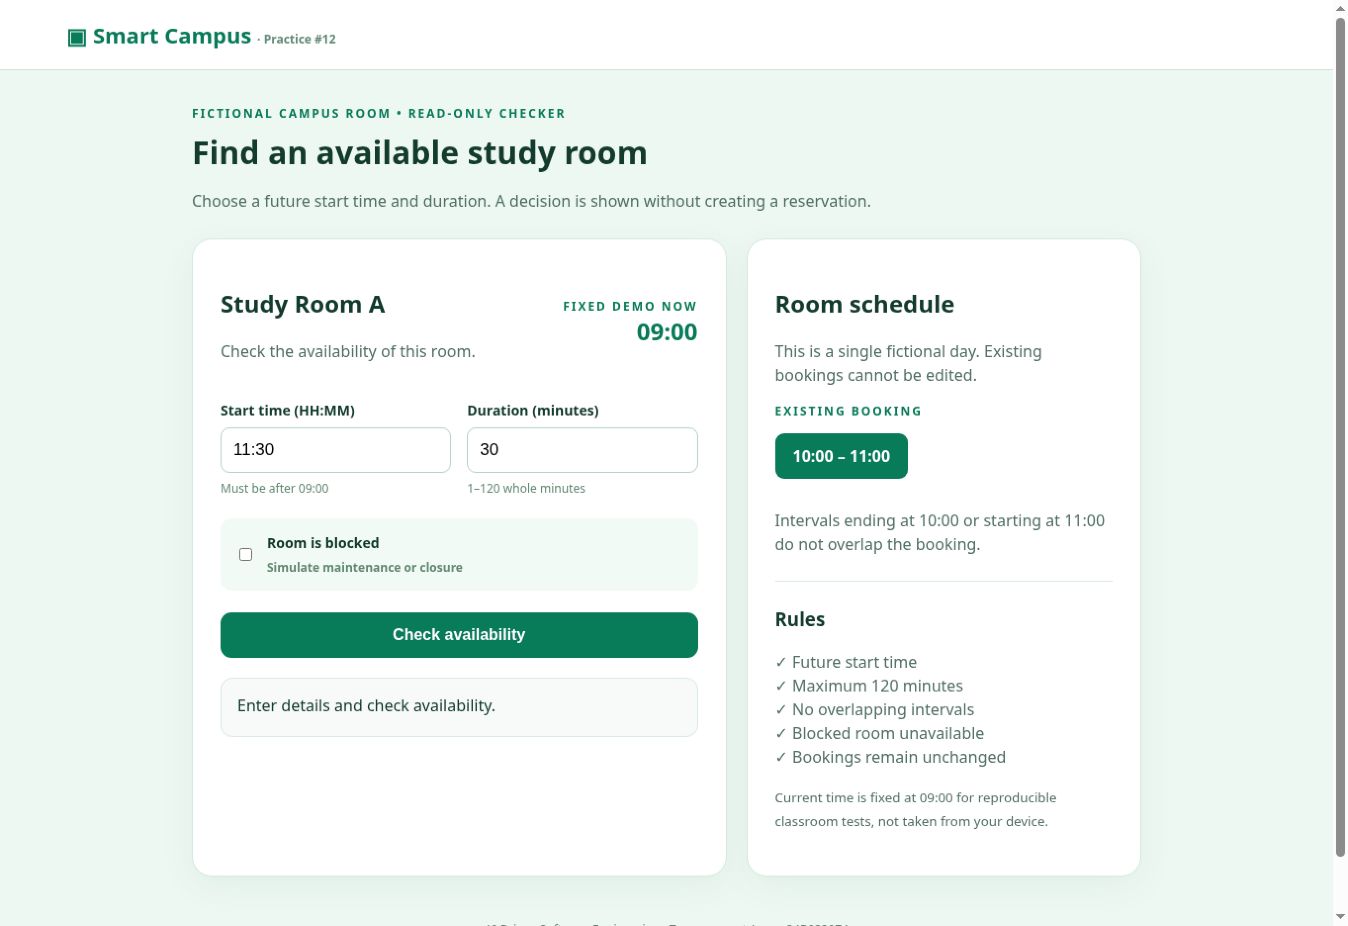 ▣ Smart Campus · Practice #12
FICTIONAL CAMPUS ROOM • READ-ONLY CHECKER
Find an available study room
Choose a future start time and duration. A decision is shown without creating a reservation.
Study Room A
FIXED DEMO NOW
09:00
Check the availability of this room.
Start time (HH:MM)
Duration (minutes)
11:30
30
Must be after 09:00
1–120 whole minutes
Room is blocked
Simulate maintenance or closure
Check availability
Enter details and check availability.
Room schedule
This is a single fictional day. Existing
bookings cannot be edited.
EXISTING BOOKING
10:00 – 11:00
Intervals ending at 10:00 or starting at 11:00
do not overlap the booking.
Rules
✓ Future start time
✓ Maximum 120 minutes
✓ No overlapping intervals
✓ Blocked room unavailable
✓ Bookings remain unchanged
Current time is fixed at 09:00 for reproducible
classroom tests, not taken from your device.